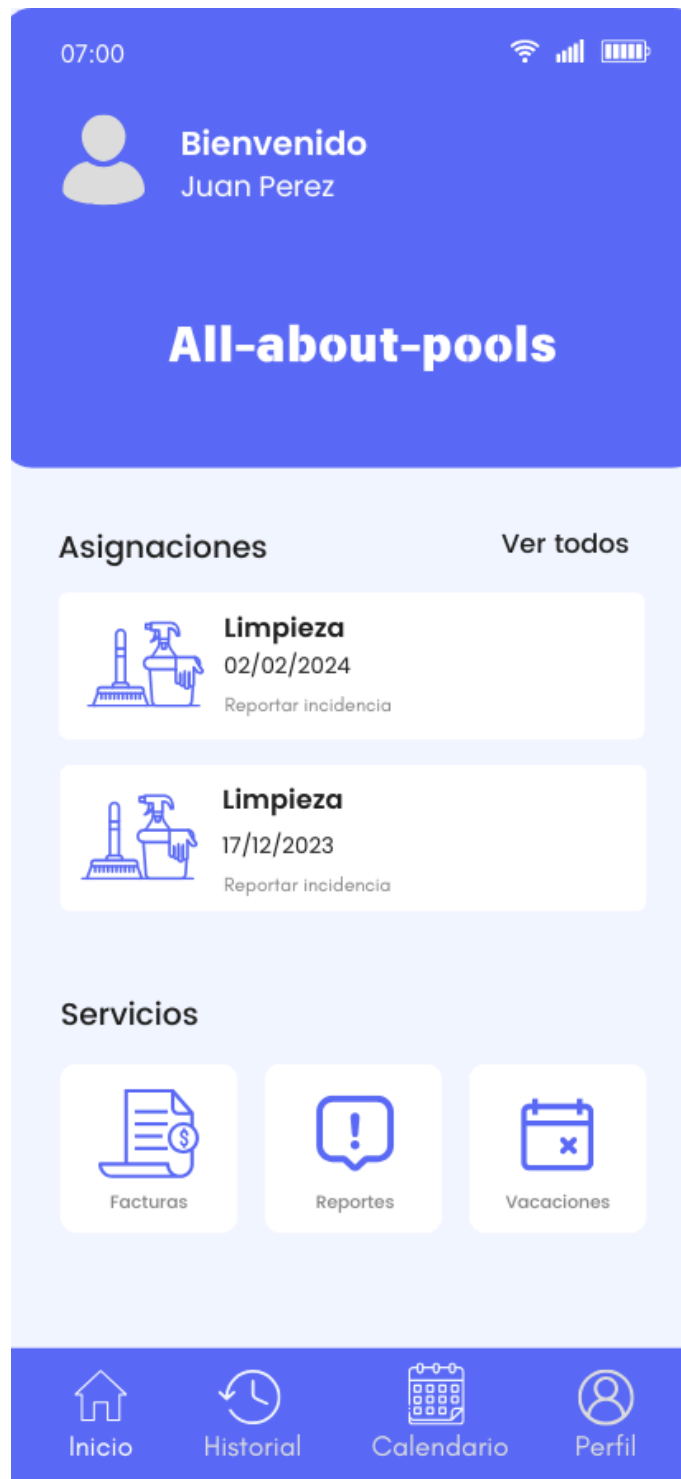 07:00
Bienvenido
Juan Perez
All-about-pools
Asignaciones
Ver todos
Limpieza
02/02/2024
Reportar incidencia
Limpieza
17/12/2023
Reportar incidencia
Servicios
$
!
Facturas
Reportes
Vacaciones
Inicio
Historial
Calendario
Perfil